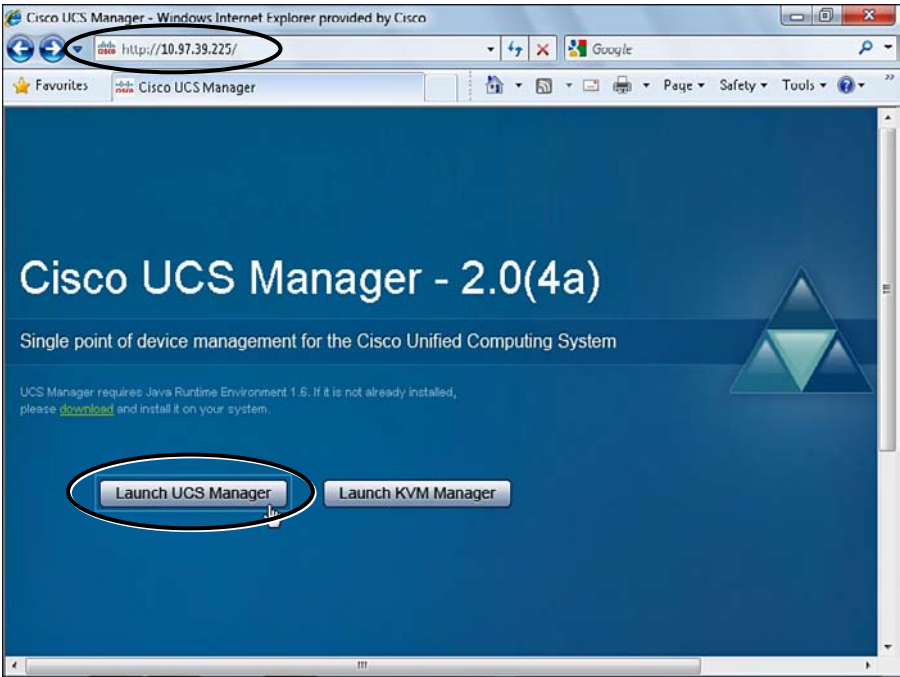 Cisco UCS Manager - Windows Internet Explorer provided by Cisco
http://10.97.39.225/
Google
Favorites
Cisco UCS Manager
Page
Safety
Tools
Cisco UCS Manager - 2.0(4a)
Single point of device management for the Cisco Unified Computing System
UCS Manager requires Java Runtime Environment 1.6. If it is not already installed,
please download and install it on your system.
Launch UCS Manager
Launch KVM Manager